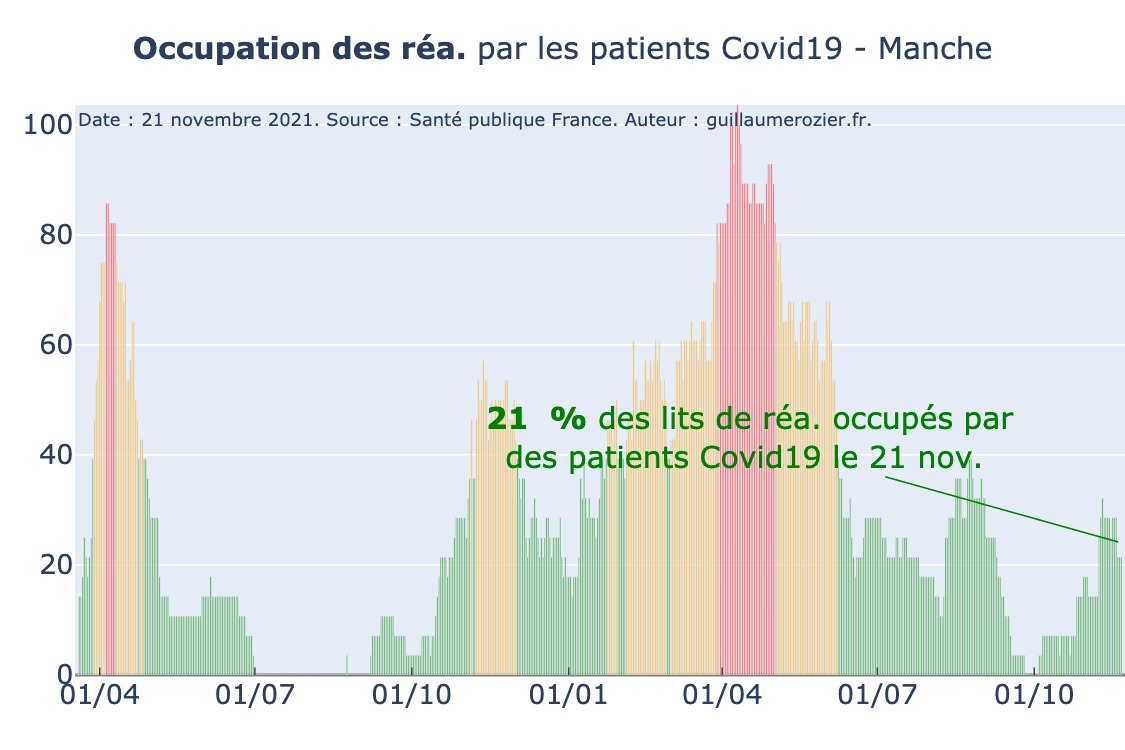 Occupation des réa. par les patients Covid19 - Manche
Date : 21 novembre 2021. Source : Santé publique France. Auteur : guillaumerozier.fr.
100
80
60
40
20
0
21 % des lits de réa. occupés par
des patients Covid19 le 21 nov.
01/04 01/07 01/10 01/01 01/04 01/07 01/10